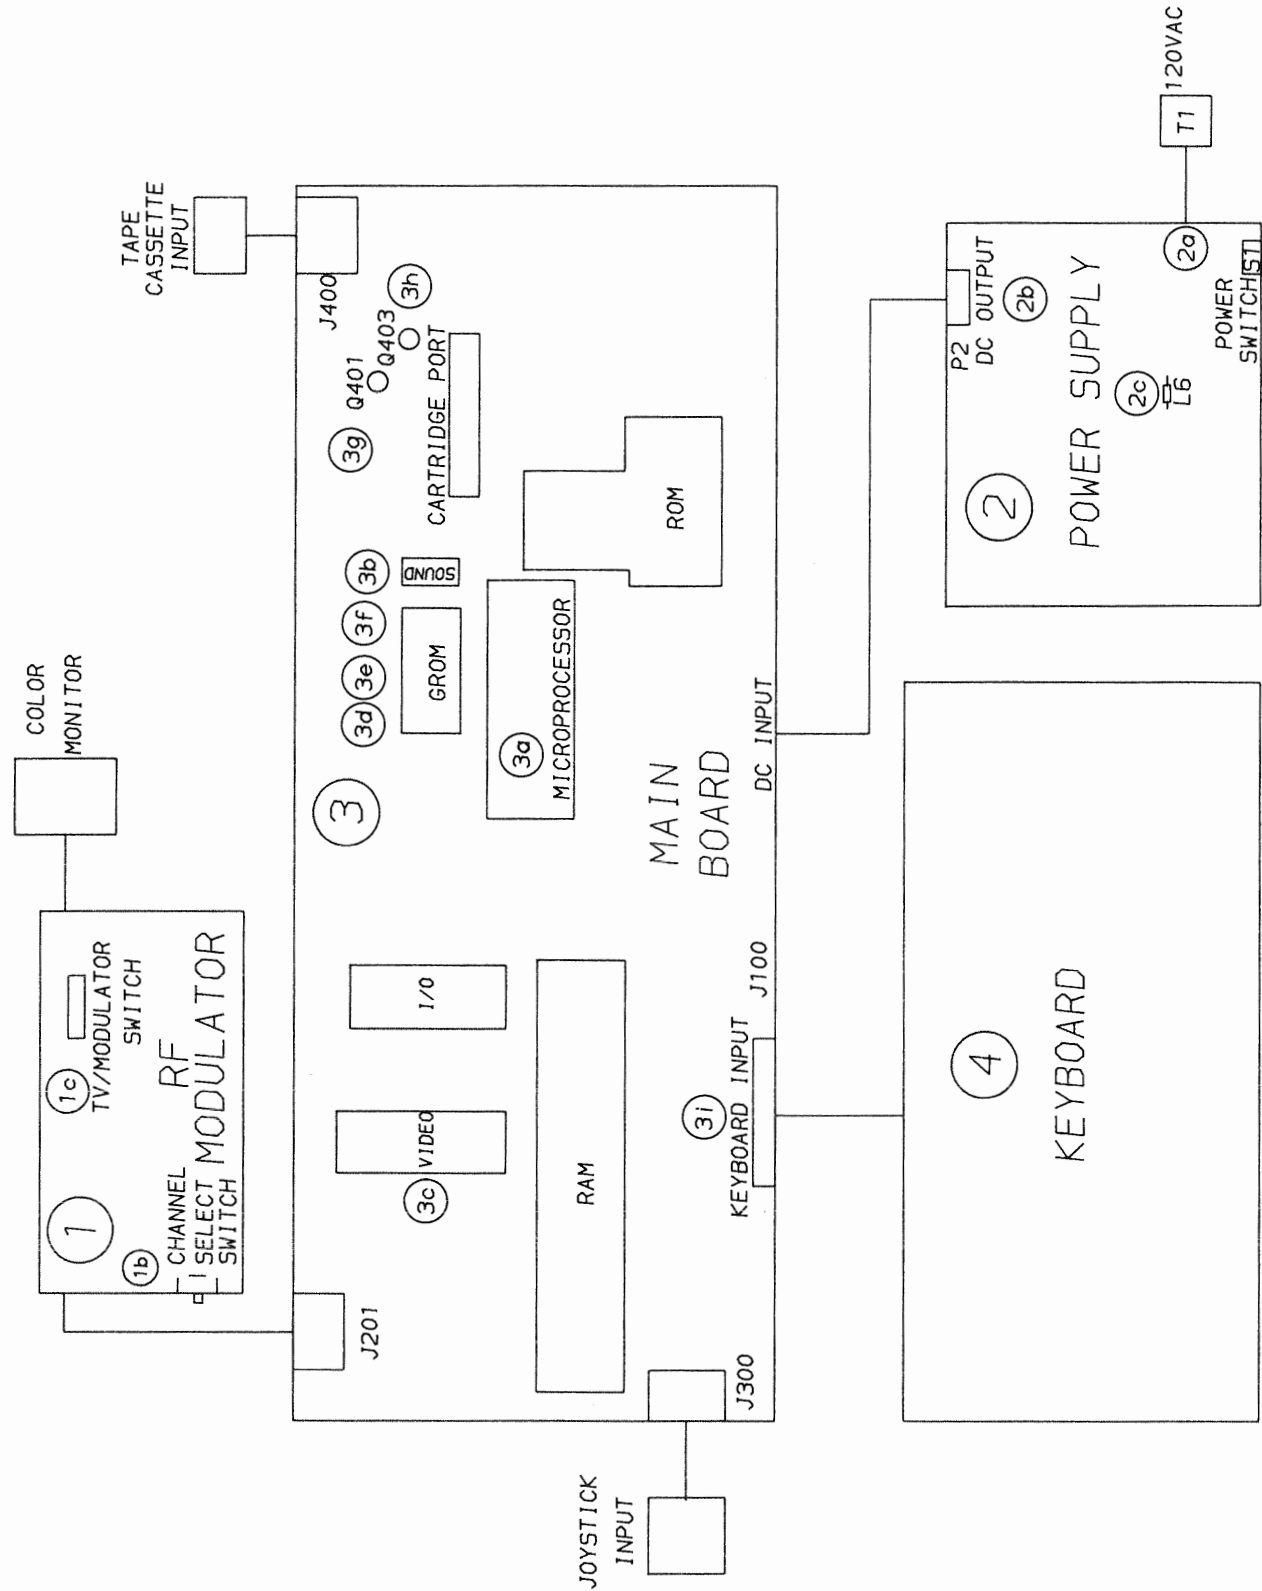 TAPE
CASSETTE
INPUT
J400
COLOR
MONITOR
1
1b
1c
TV/MODULATOR
SWITCH
RF
MODULATOR
CHANNEL
SELECT
SWITCH
J201
3
3d
3e
3f
3b
3g
Q401
Q403
3h
CARTRIDGE PORT
SOUND
GROM
3a
MICROPROCESSOR
ROM
I/O
VIDEO
3c
RAM
MAIN
BOARD
DC INPUT
J100
3i
KEYBOARD INPUT
J300
JOYSTICK
INPUT
4
KEYBOARD
P2
DC OUTPUT
2b
2
POWER SUPPLY
2c
L6
2a
POWER
SWITCH
S1
T1
120VAC